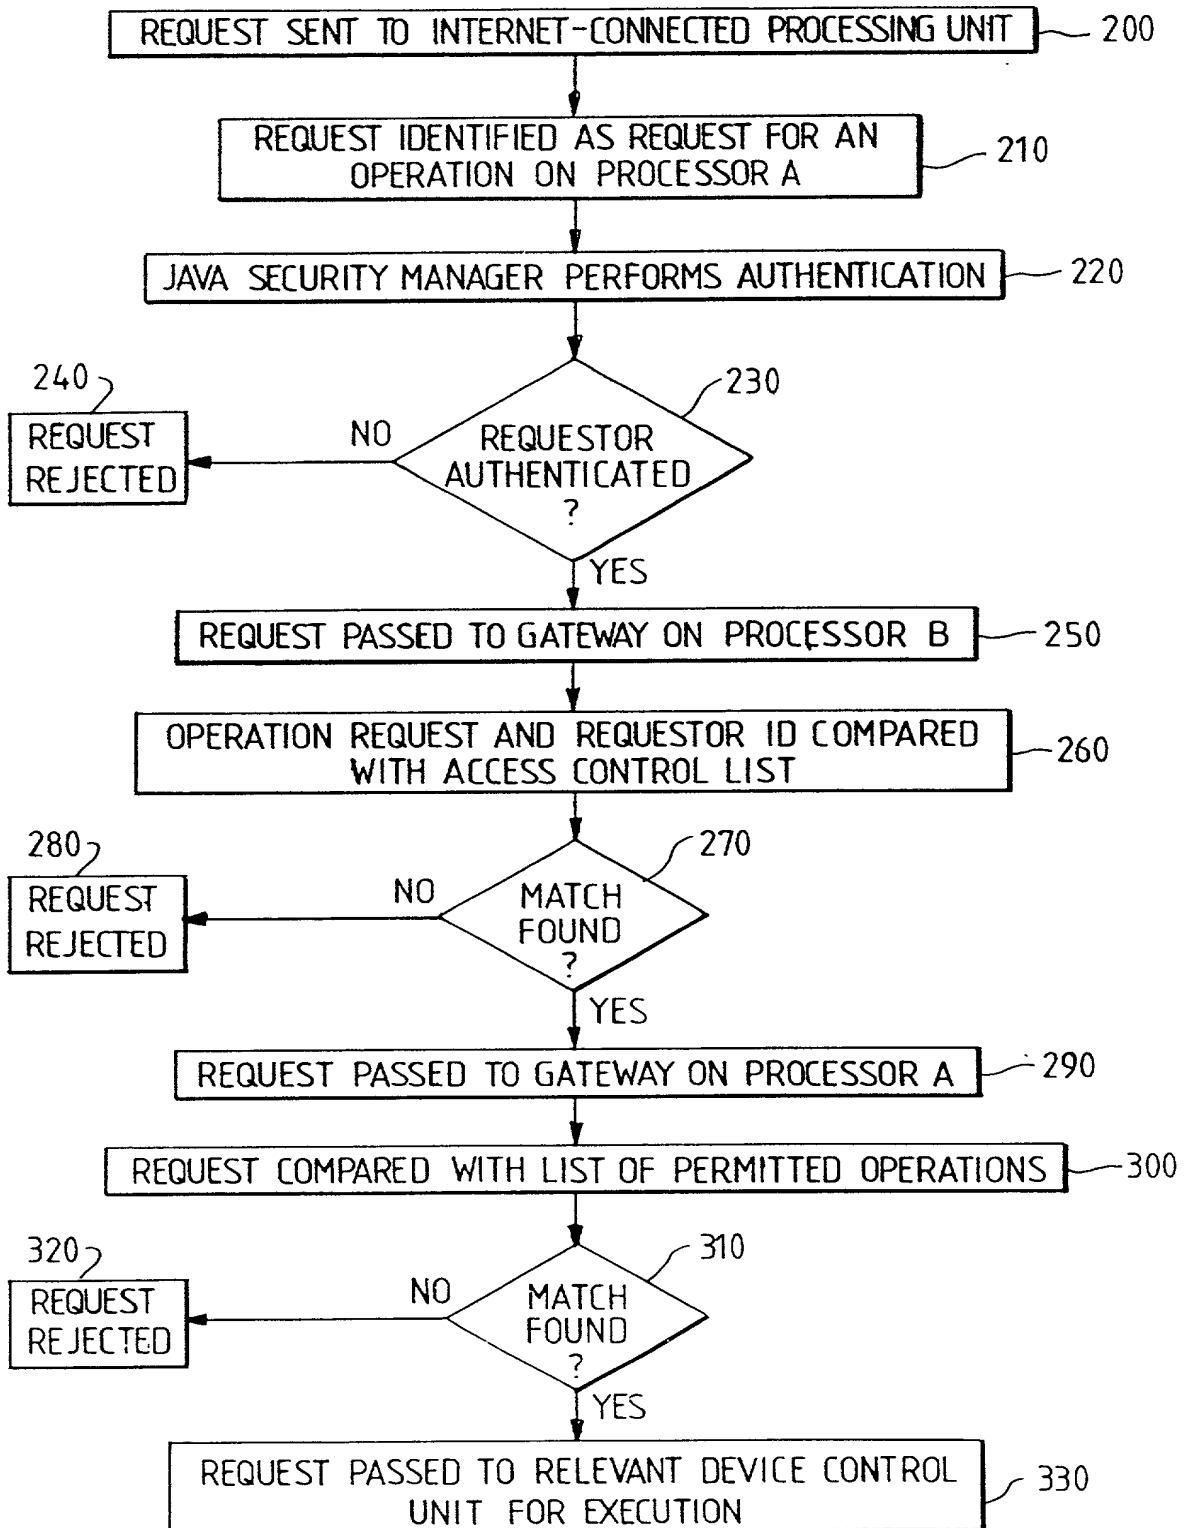 REQUEST SENT TO INTERNET-CONNECTED PROCESSING UNIT
200
REQUEST IDENTIFIED AS REQUEST FOR AN
OPERATION ON PROCESSOR A
210
JAVA SECURITY MANAGER PERFORMS AUTHENTICATION
220
230
REQUESTOR
AUTHENTICATED
?
NO
240
REQUEST
REJECTED
YES
REQUEST PASSED TO GATEWAY ON PROCESSOR B
250
OPERATION REQUEST AND REQUESTOR ID COMPARED
WITH ACCESS CONTROL LIST
260
270
MATCH
FOUND
?
NO
280
REQUEST
REJECTED
YES
REQUEST PASSED TO GATEWAY ON PROCESSOR A
290
REQUEST COMPARED WITH LIST OF PERMITTED OPERATIONS
300
310
MATCH
FOUND
?
NO
320
REQUEST
REJECTED
YES
REQUEST PASSED TO RELEVANT DEVICE CONTROL
UNIT FOR EXECUTION
330